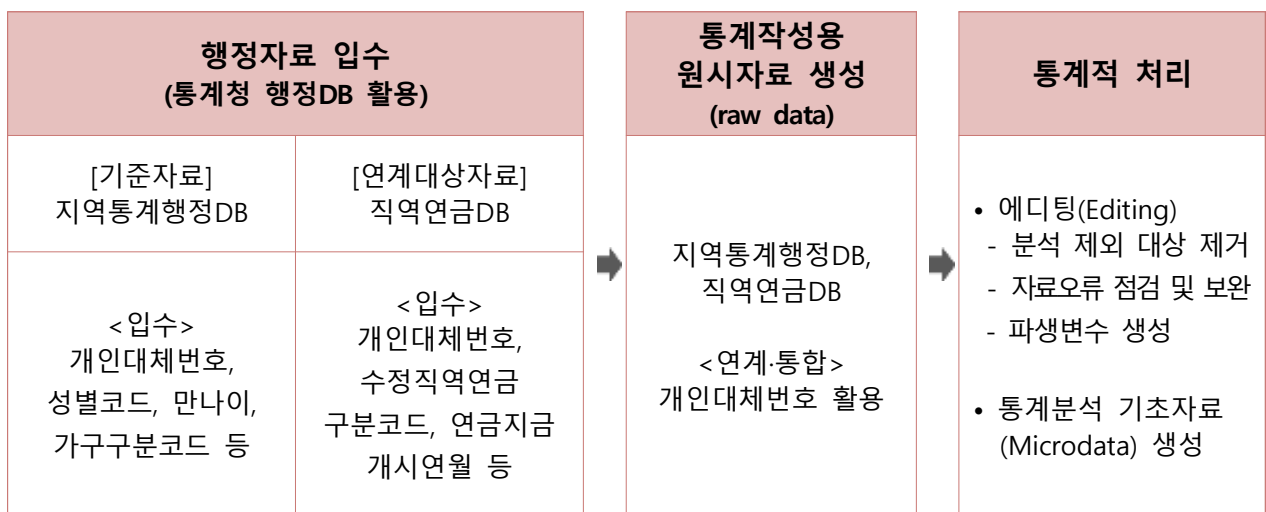 행정자료 입수
(통계청 행정DB 활용)
[기준자료]
지역통계행정DB
<입수>
개인대체번호,
성별코드, 만나이,
가구구분코드 등
[연계대상자료]
직역연금DB
<입수>
개인대체번호,
수정직역연금
구분코드, 연금지급
개시연월 등
통계작성용
원시자료 생성
(raw data)
지역통계행정DB,
직역연금DB
<연계·통합>
개인대체번호 활용
통계적 처리
• 에디팅(Editing)
- 분석 제외 대상 제거
- 자료오류 점검 및 보완
- 파생변수 생성
• 통계분석 기초자료
(Microdata) 생성